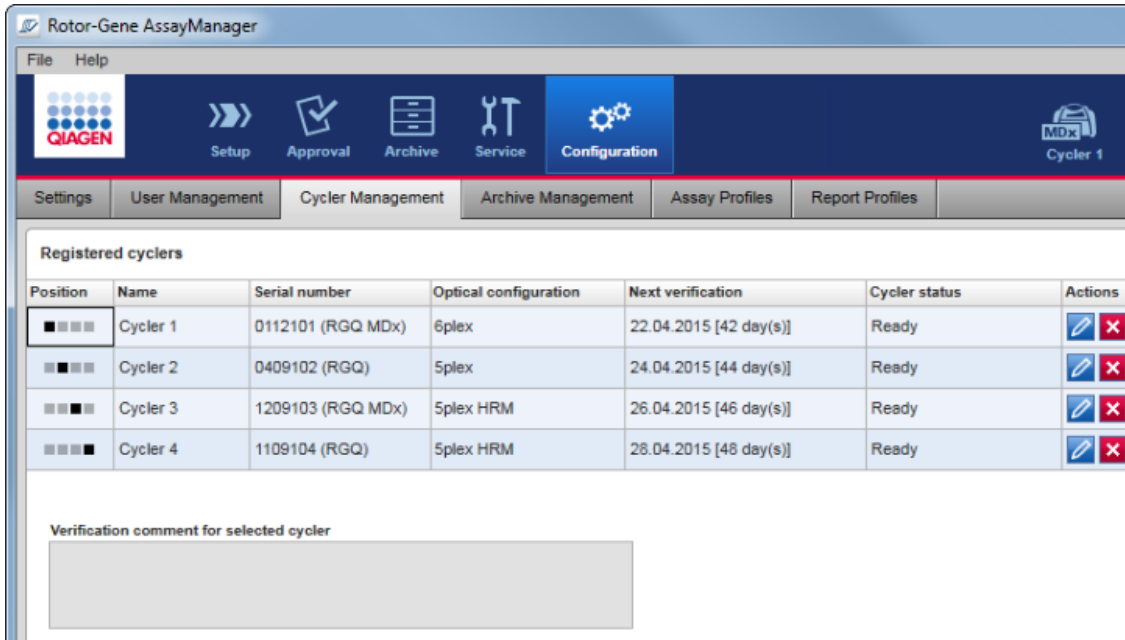 Rotor-Gene AssayManager
File Help
QIAGEN
Setup Approval Archive Service Configuration
MDx
Cycler 1
Settings User Management Cycler Management Archive Management Assay Profiles Report Profiles
Registered cyclers
Position Name Serial number Optical configuration Next verification Cycler status Actions
Cycler 1 0112101 (RGQ MDx) 6plex 22.04.2015 [42 day(s)] Ready
Cycler 2 0409102 (RGQ) 5plex 24.04.2015 [44 day(s)] Ready
Cycler 3 1209103 (RGQ MDx) 5plex HRM 26.04.2015 [46 day(s)] Ready
Cycler 4 1109104 (RGQ) 5plex HRM 28.04.2015 [48 day(s)] Ready
Verification comment for selected cycler